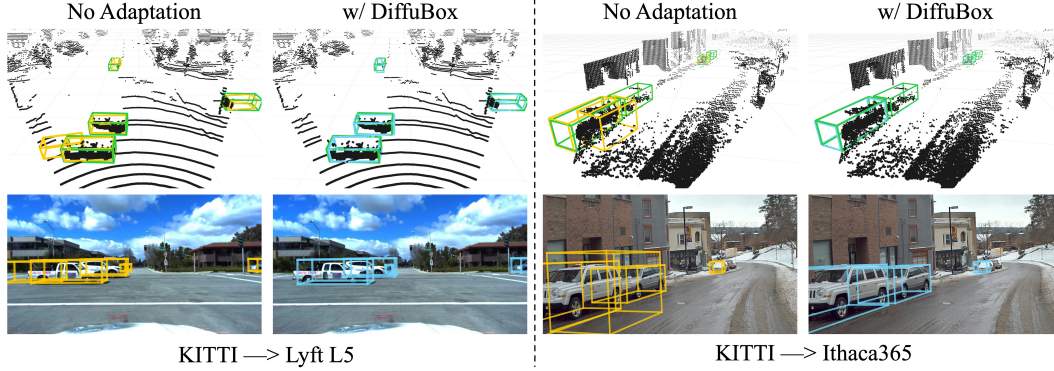 No Adaptation
w/ DiffuBox
No Adaptation
w/ DiffuBox
KITTI —> Lyft L5
KITTI —> Ithaca365